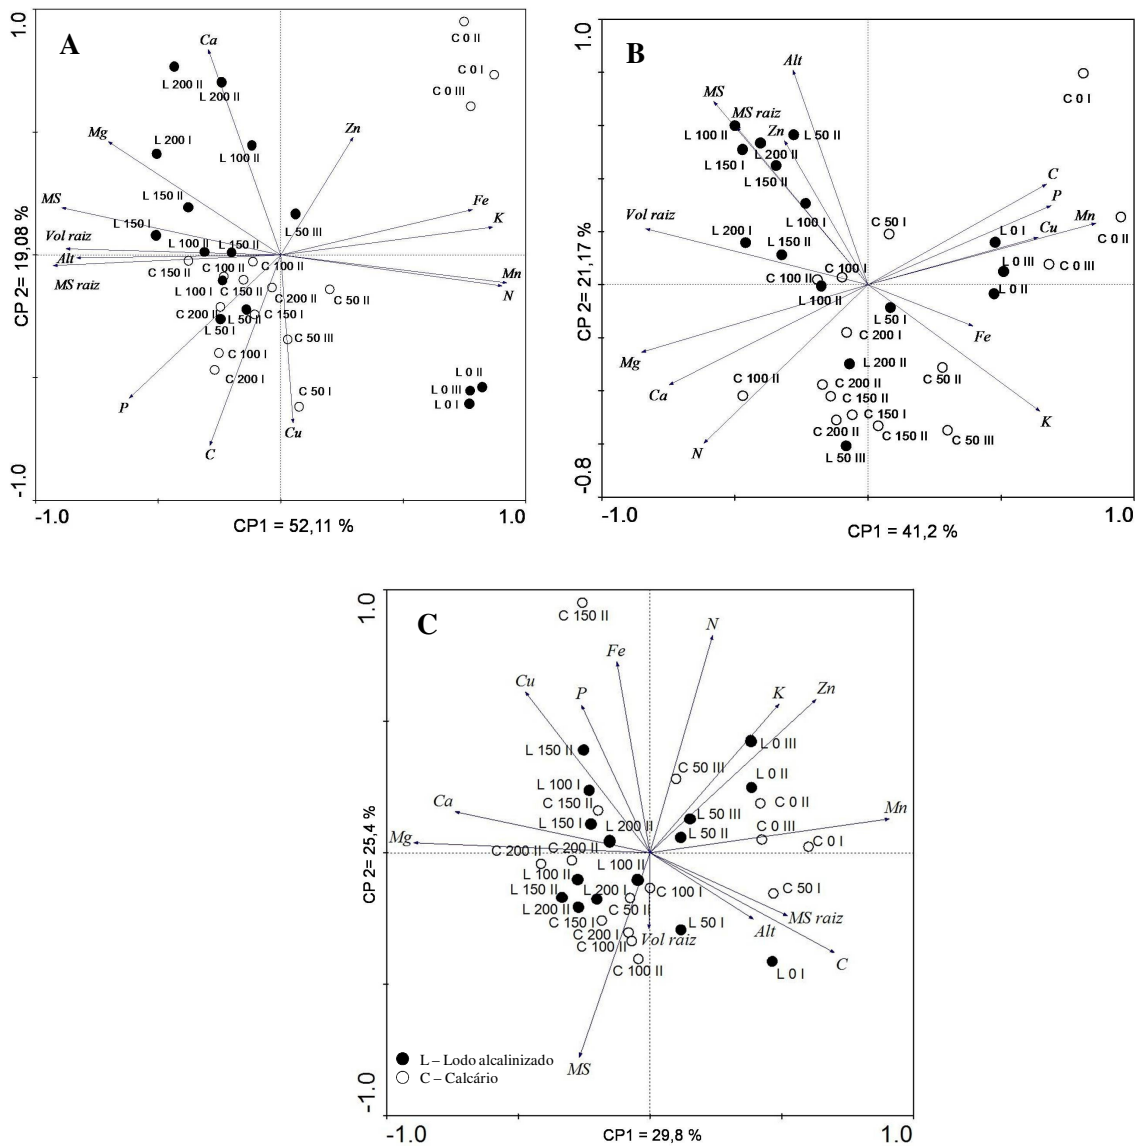 1.0
A
Ca
C 0 II
C 0 I
C 0 III
L 200 II
L 200 II
Mg
Zn
L 200 I
L 100 II
MS
L 150 II
Fe
K
L 150 I
L 50 III
Vol raiz
L 100 II
L 150 II
Alt
C 150 II
C 100 II
C 100 II
Mn
MS raiz
L 100 I
C 150 II
C 200 II
C 50 II
N
C 200 II
L 50 II
C 150 I
L 50 I
C 50 III
C 100 I
C 200 I
L 0 II
L 0 III
L 0 I
P
C 50 I
C
Cu
CP 2= 19,08 %
-1.0
-1.0
1.0
CP1 = 52,11 %
1.0
B
Alt
C 0 I
MS
MS raiz
L 100 II
Zn
L 50 II
L 150 I
L 200 II
L 150 II
C
P
Vol raiz
L 100 I
C 50 I
Mn
L 200 I
Cu
C 0 II
L 150 II
L 0 I
C 100 II
C 100 I
L 0 III
C 0 III
L 100 II
L 0 II
L 50 I
Fe
C 200 I
Mg
L 200 II
C 50 II
C 100 II
C 200 II
Ca
C 150 II
C 150 I
K
C 200 II
C 150 II
C 50 III
N
L 50 III
CP 2= 21,17 %
-0.8
-1.0
1.0
CP1 = 41,2 %
1.0
C
C 150 II
N
Fe
Cu
P
K
Zn
L 150 II
L 0 III
C 50 III
L 100 I
L 0 II
C 150 II
C 0 II
Ca
L 150 I
L 200 II
L 50 III
L 50 II
C 0 III
Mn
Mg
C 0 I
C 200 II
C 200 II
L 100 II
L 100 II
L 150 II
L 200 I
C 100 I
C 50 I
L 200 II
C 50 II
MS raiz
C 150 I
L 50 I
Alt
C 200 I
Vol raiz
C 100 II
C
C 100 II
L 0 I
MS
L – Lodo alcalinizado
C – Calcário
CP 2= 25,4 %
-1.0
-1.0
1.0
CP1 = 29,8 %